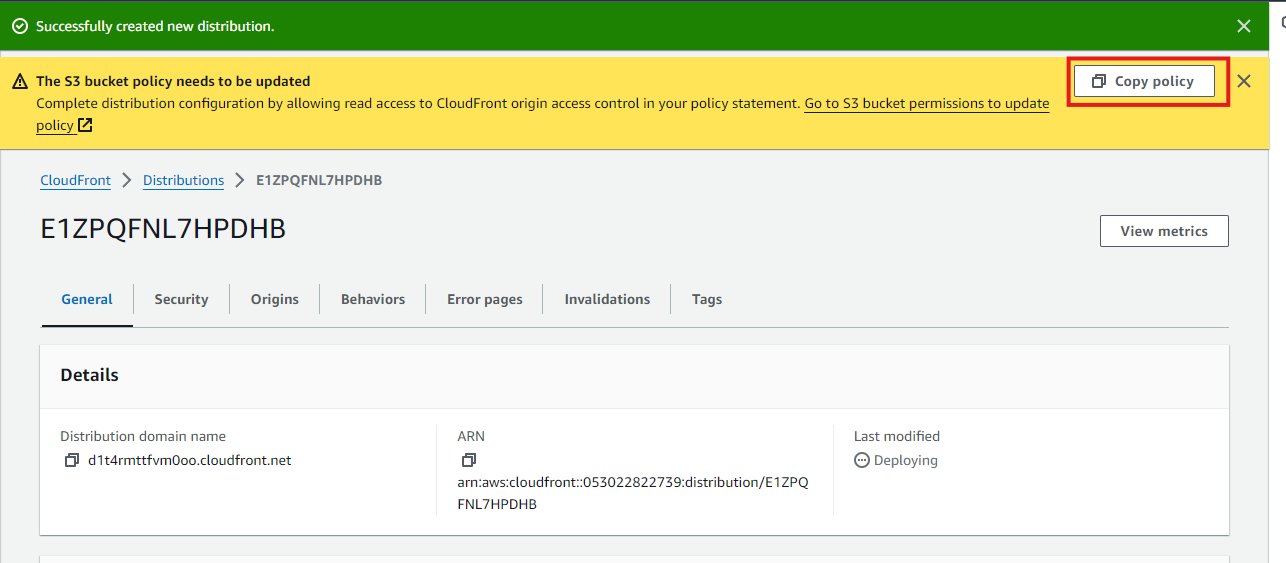 Successfully created new distribution.
The S3 bucket policy needs to be updated
Copy policy
Complete distribution configuration by allowing read access to CloudFront origin access control in your policy statement. Go to S3 bucket permissions to update
policy
CloudFront > Distributions > E1ZPQFNL7HPDHB
E1ZPQFNL7HPDHB
View metrics
General Security Origins Behaviors Error pages Invalidations Tags
Details
Distribution domain name
d1t4rmttfvm0oo.cloudfront.net
ARN
arn:aws:cloudfront::053022822739:distribution/E1ZPQ
FNL7HPDHB
Last modified
Deploying